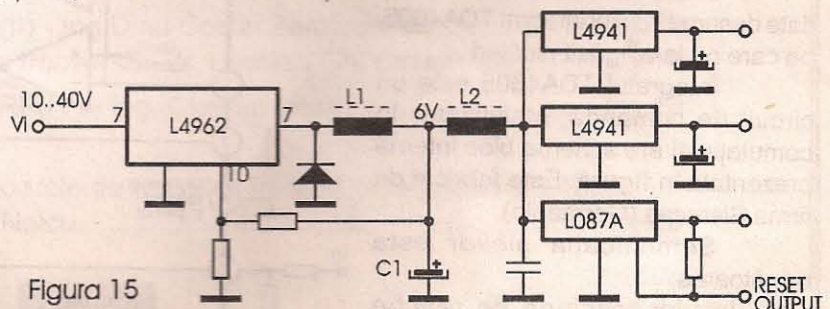 L4941
10..40V
VI
7
L4962
7
L1
6V
L2
L4941
10
L087A
C1
Figura 15
RESET
OUTPUT